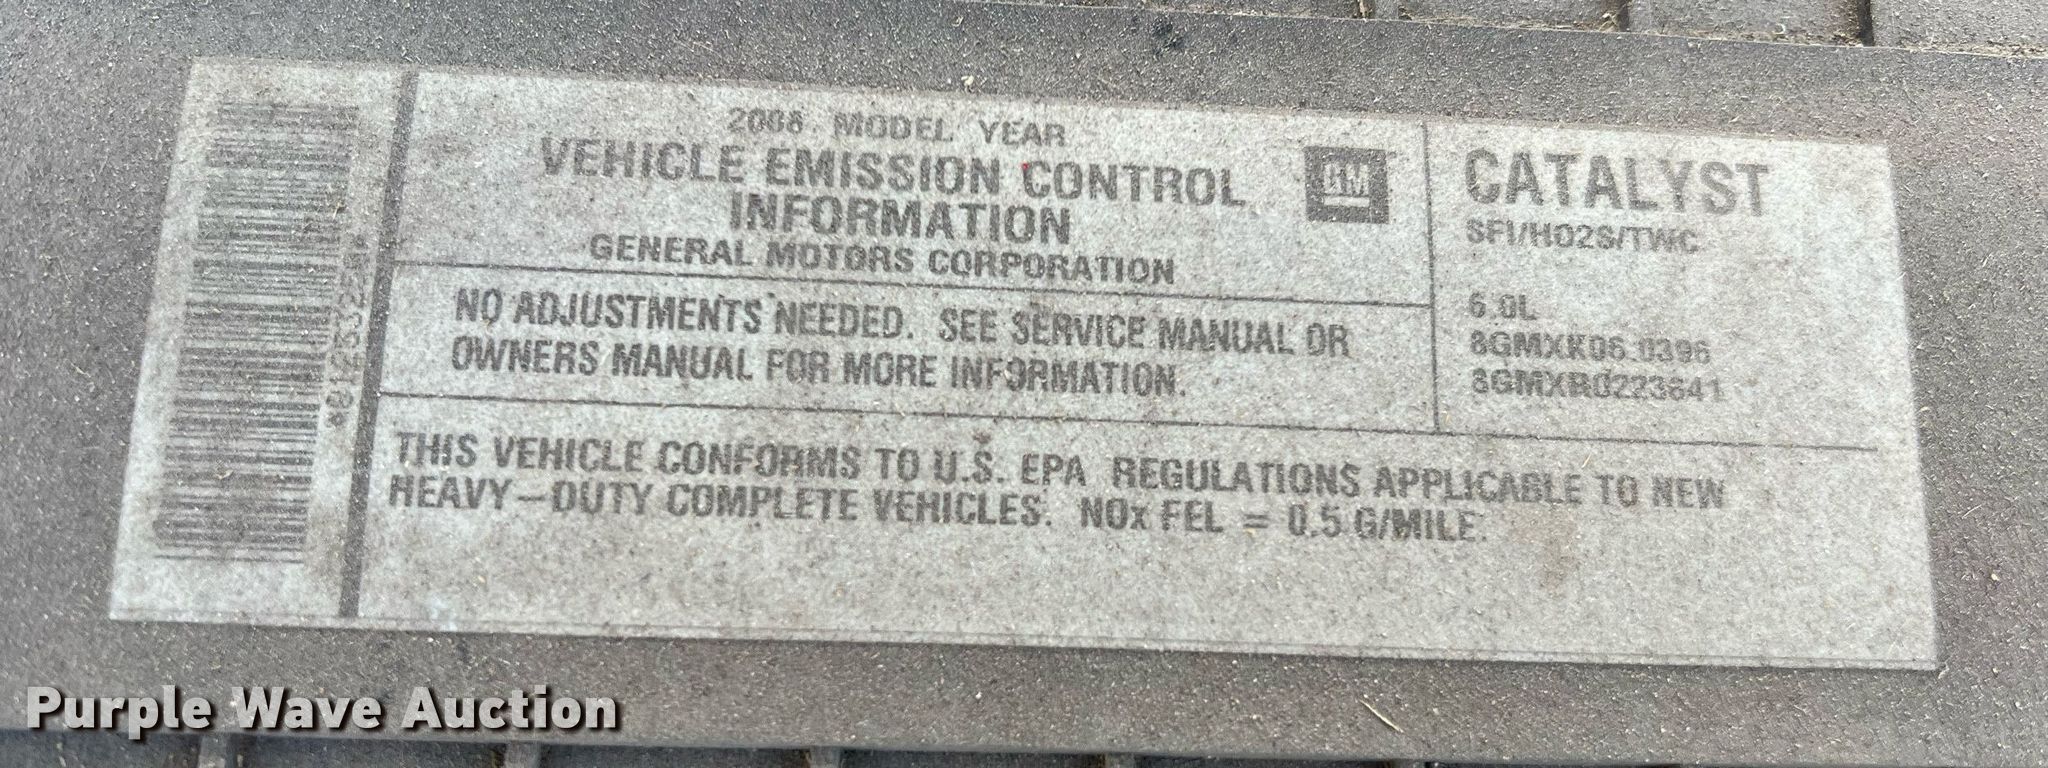 2008 MODEL YEAR
VEHICLE EMISSION CONTROL
INFORMATION
GENERAL MOTORS CORPORATION
GM
NO ADJUSTMENTS NEEDED. SEE SERVICE MANUAL OR
OWNERS MANUAL FOR MORE INFORMATION.
CATALYST
SFI/HO2S/TWC
6.0L
8GMXK06.0396
THIS VEHICLE CONFORMS TO U.S. EPA REGULATIONS APPLICABLE TO NEW
HEAVY-DUTY COMPLETE VEHICLES. NOx FEL = 0.5 G/MILE.
Purple Wave Auction